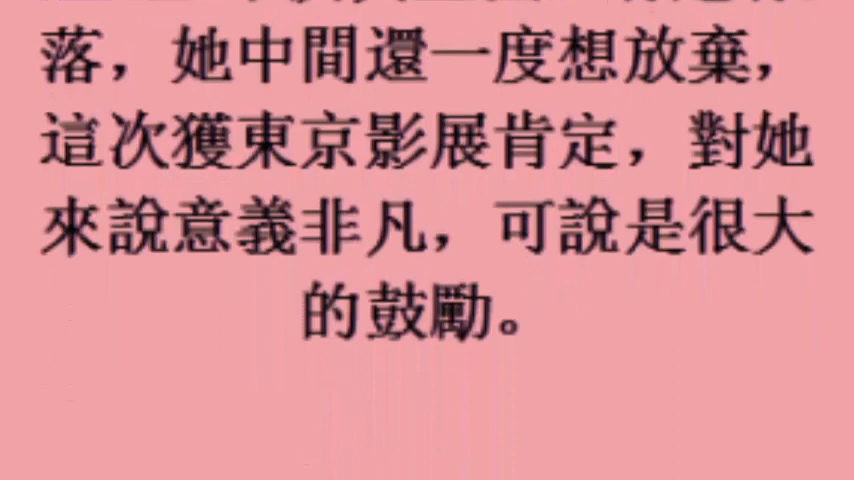 落，她中間還一度想放棄，
這次獲東京影展肯定，對她
來說意義非凡，可說是很大
的鼓勵。